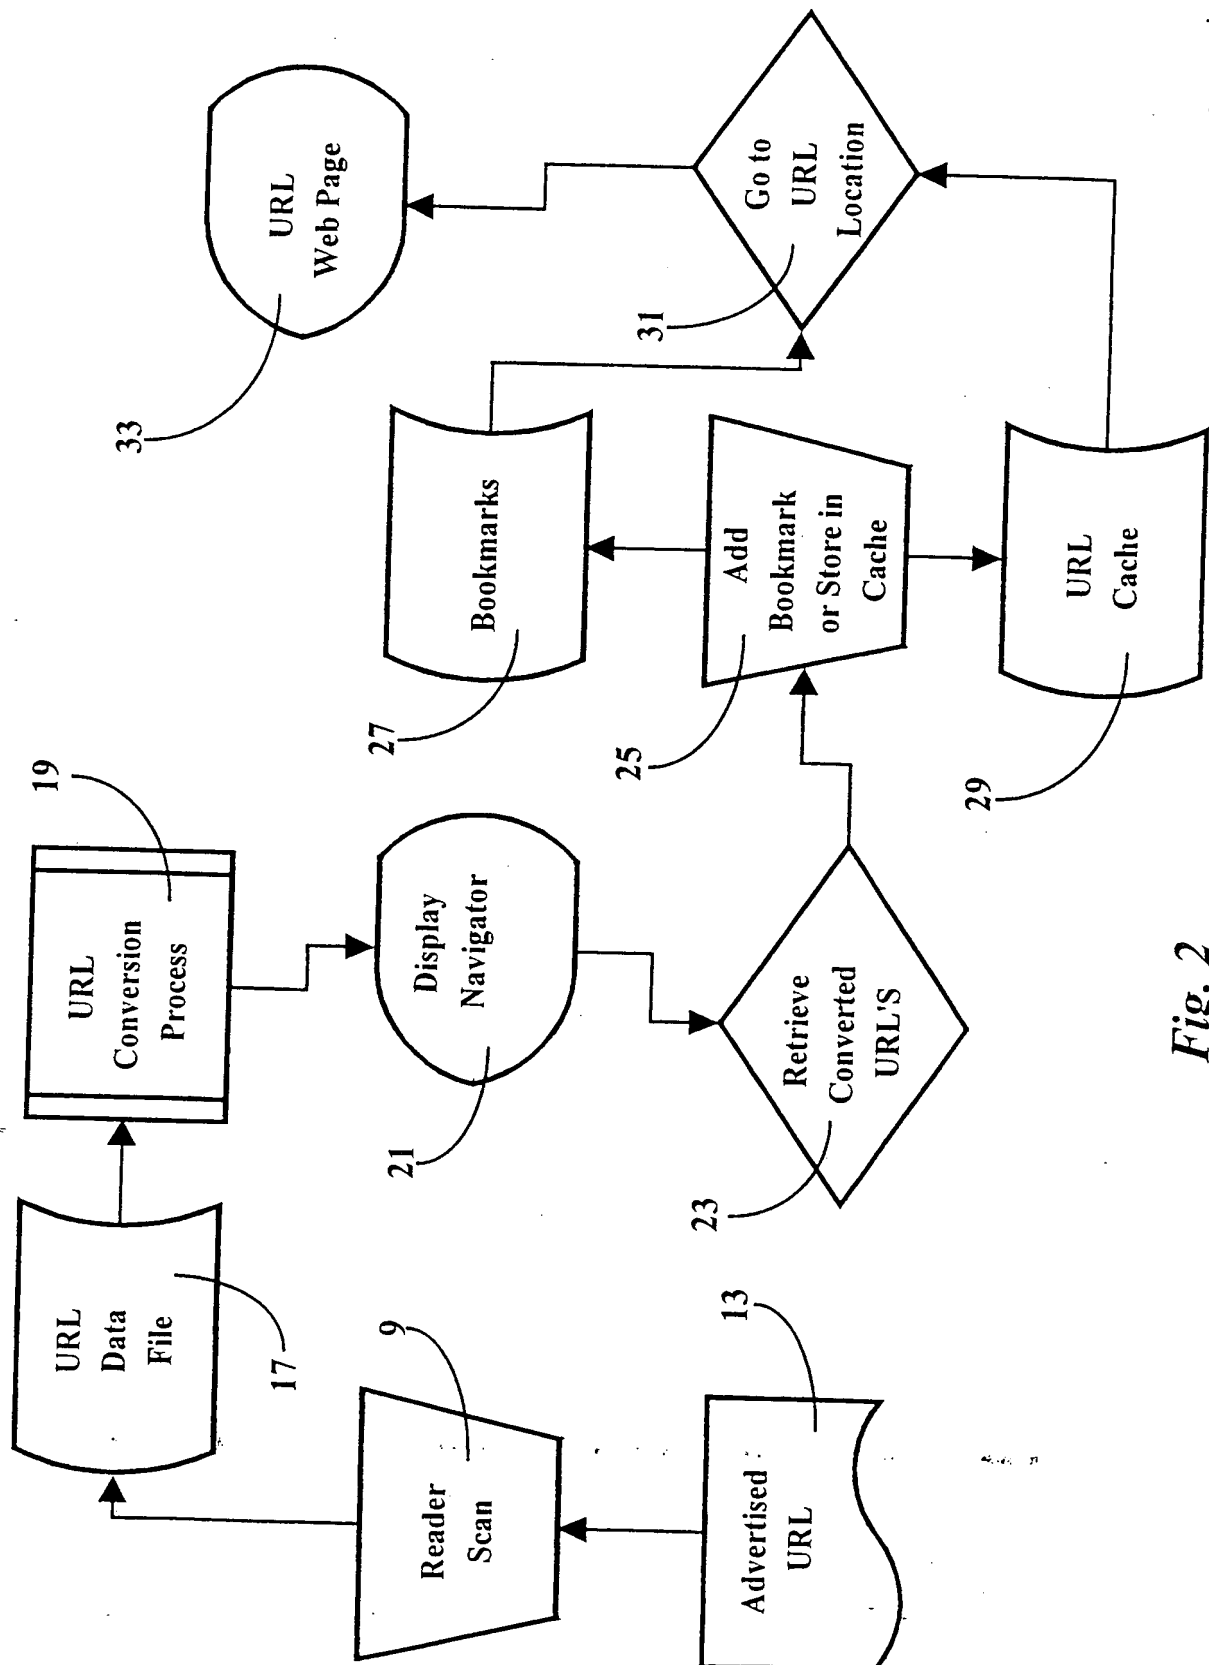 Advertised
URL
13
Reader
Scan
9
URL
Data
File
17
URL
Conversion
Process
19
Display
Navigator
21
Retrieve
Converted
URL'S
23
Add
Bookmark
or Store in
Cache
25
Bookmarks
27
URL
Cache
29
Go to
URL
Location
31
URL
Web Page
33
Fig. 2